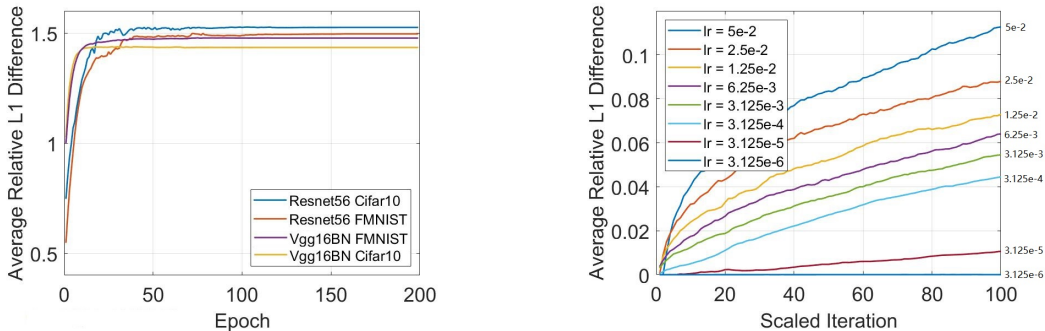 Average Relative L1 Difference
1.5
1
0.5
0
50
100
150
200
Epoch
Resnet56 Cifar10
Resnet56 FMNIST
Vgg16BN FMNIST
Vgg16BN Cifar10
Average Relative L1 Difference
0.1
0.08
0.06
0.04
0.02
0
0
20
40
60
80
100
Scaled Iteration
lr = 5e-2
lr = 2.5e-2
lr = 1.25e-2
lr = 6.25e-3
lr = 3.125e-3
lr = 3.125e-4
lr = 3.125e-5
lr = 3.125e-6
5e-2
2.5e-2
1.25e-2
6.25e-3
3.125e-3
3.125e-4
3.125e-5
3.125e-6